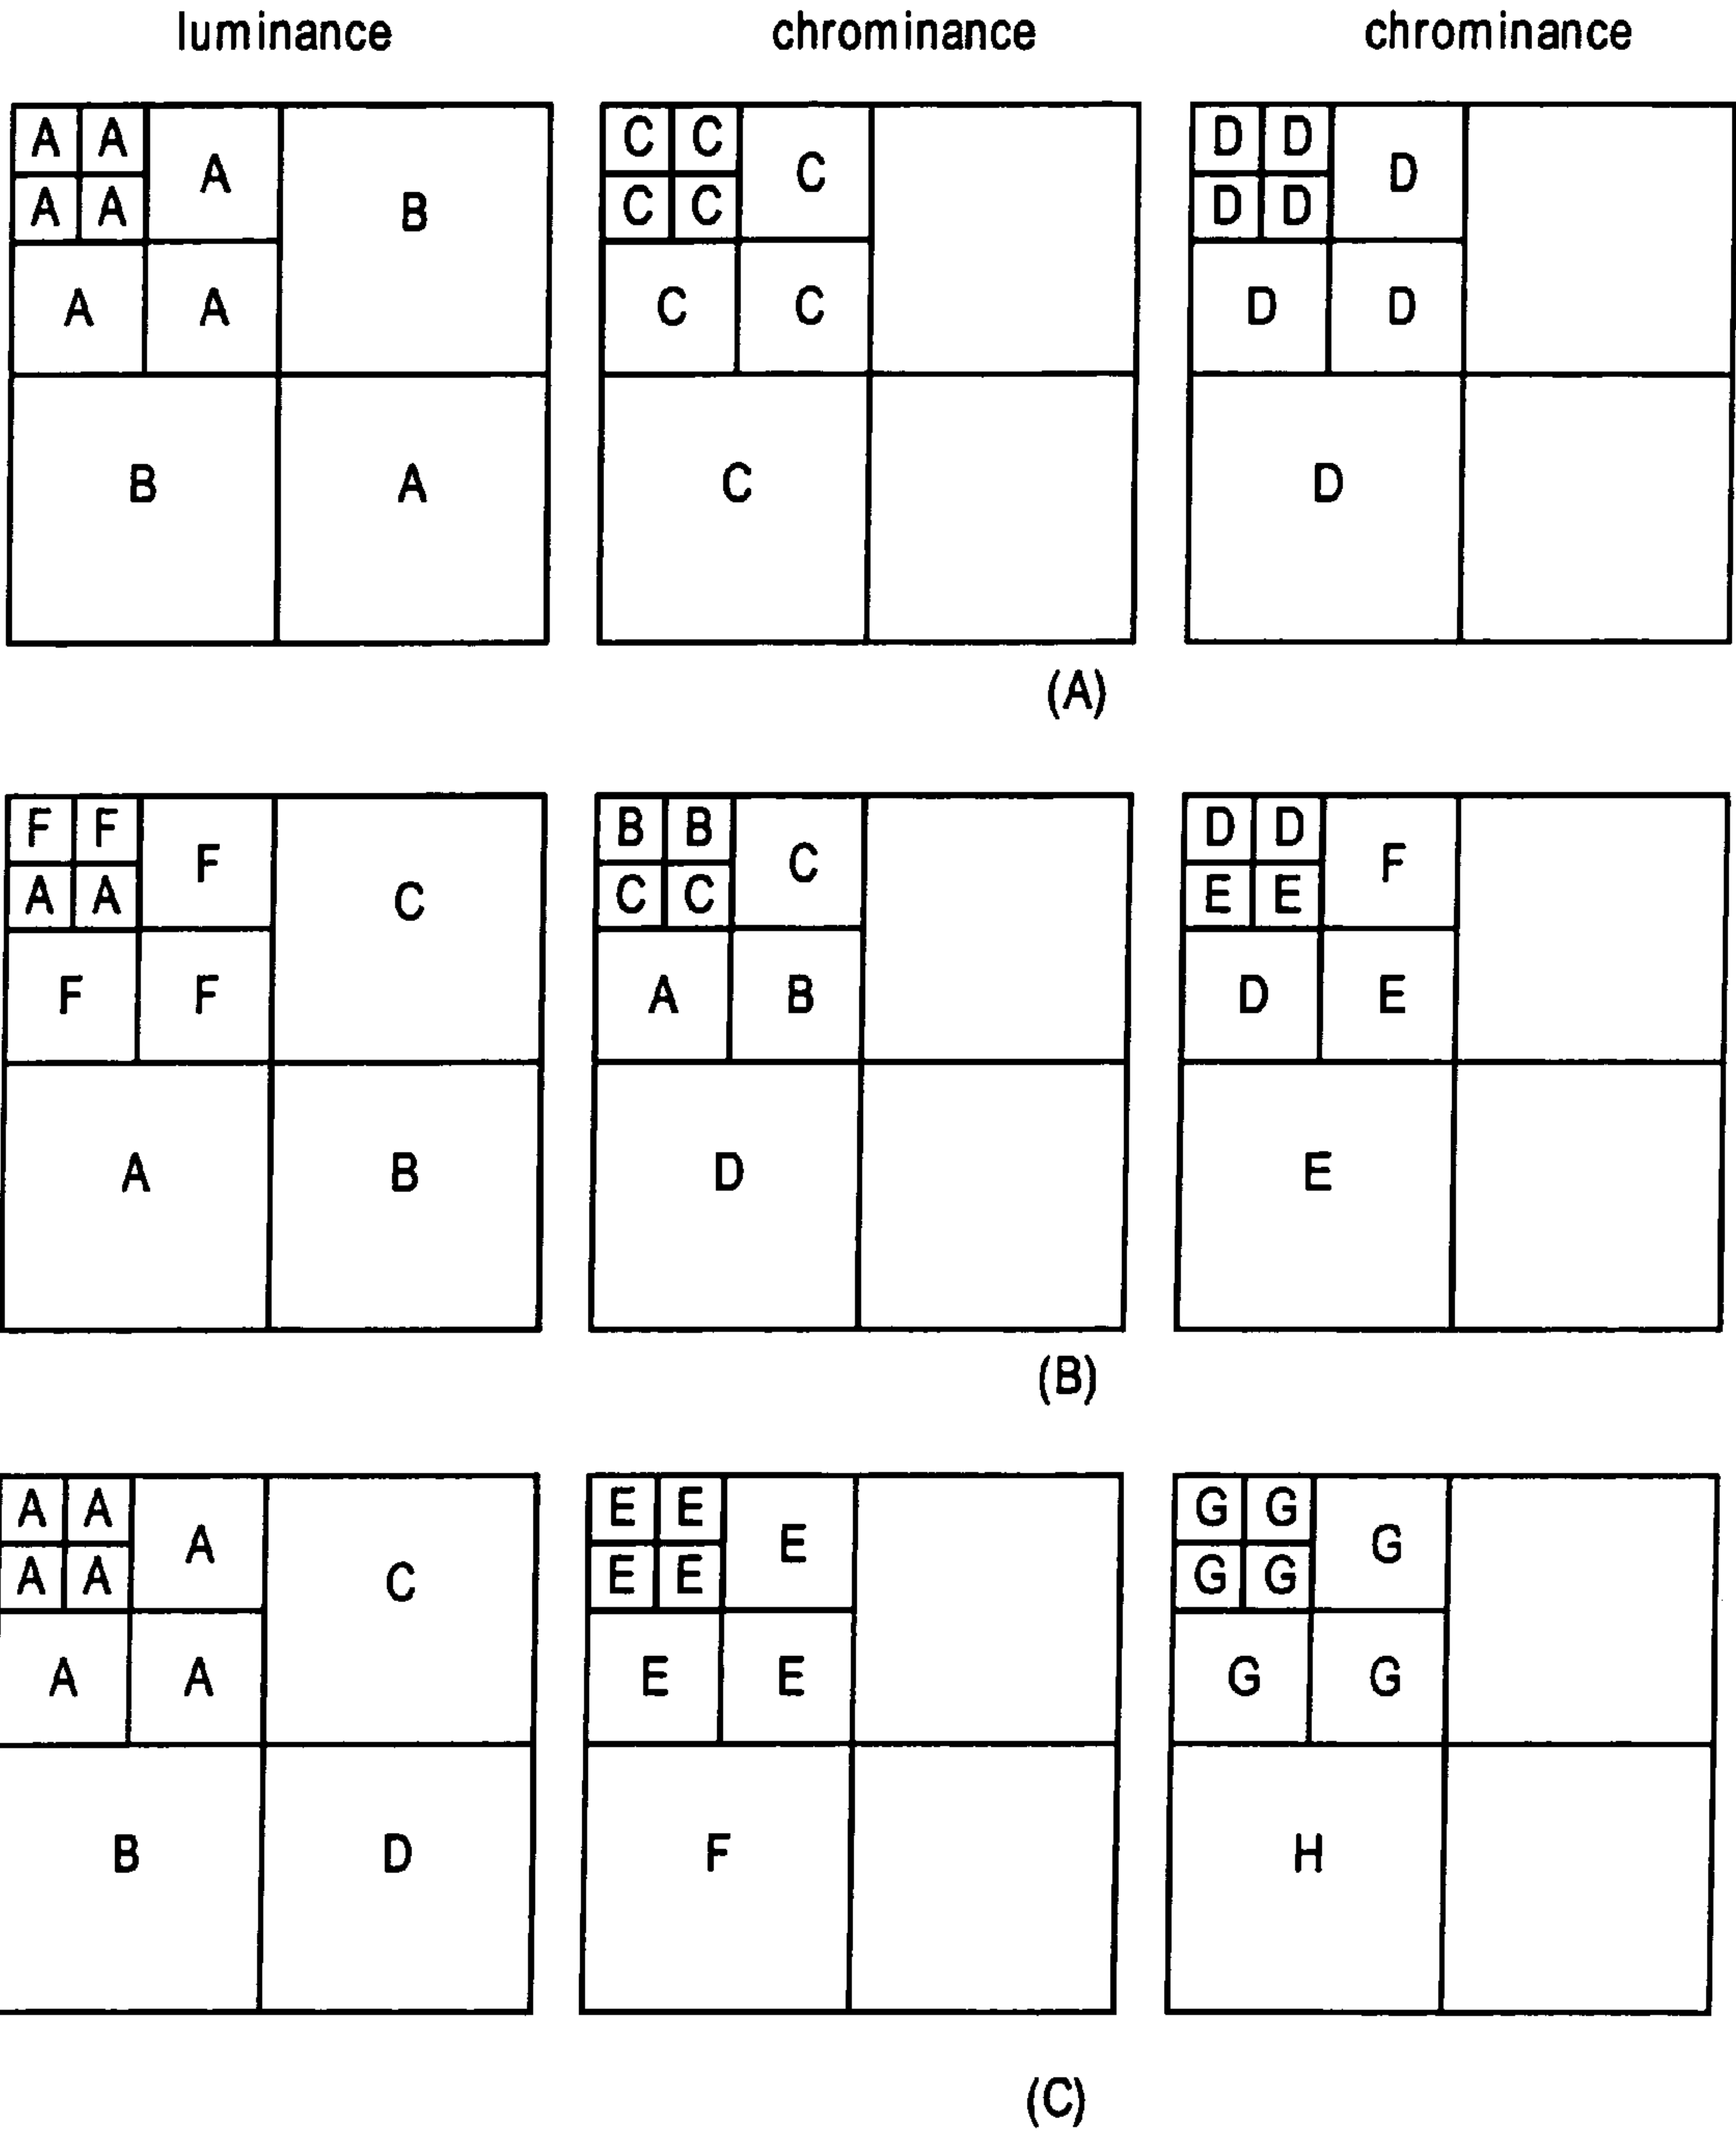 luminance chrominance chrominance
A A A B C C C D D D
A A C C D D
A A C C D D
B A C D
(A)
F F F C B B C D D F
A A C C E E
F F A B D E
A B D E
(B)
A A A C E E E G G G
A A E E G G
A A E E G G
B D F H
(C)